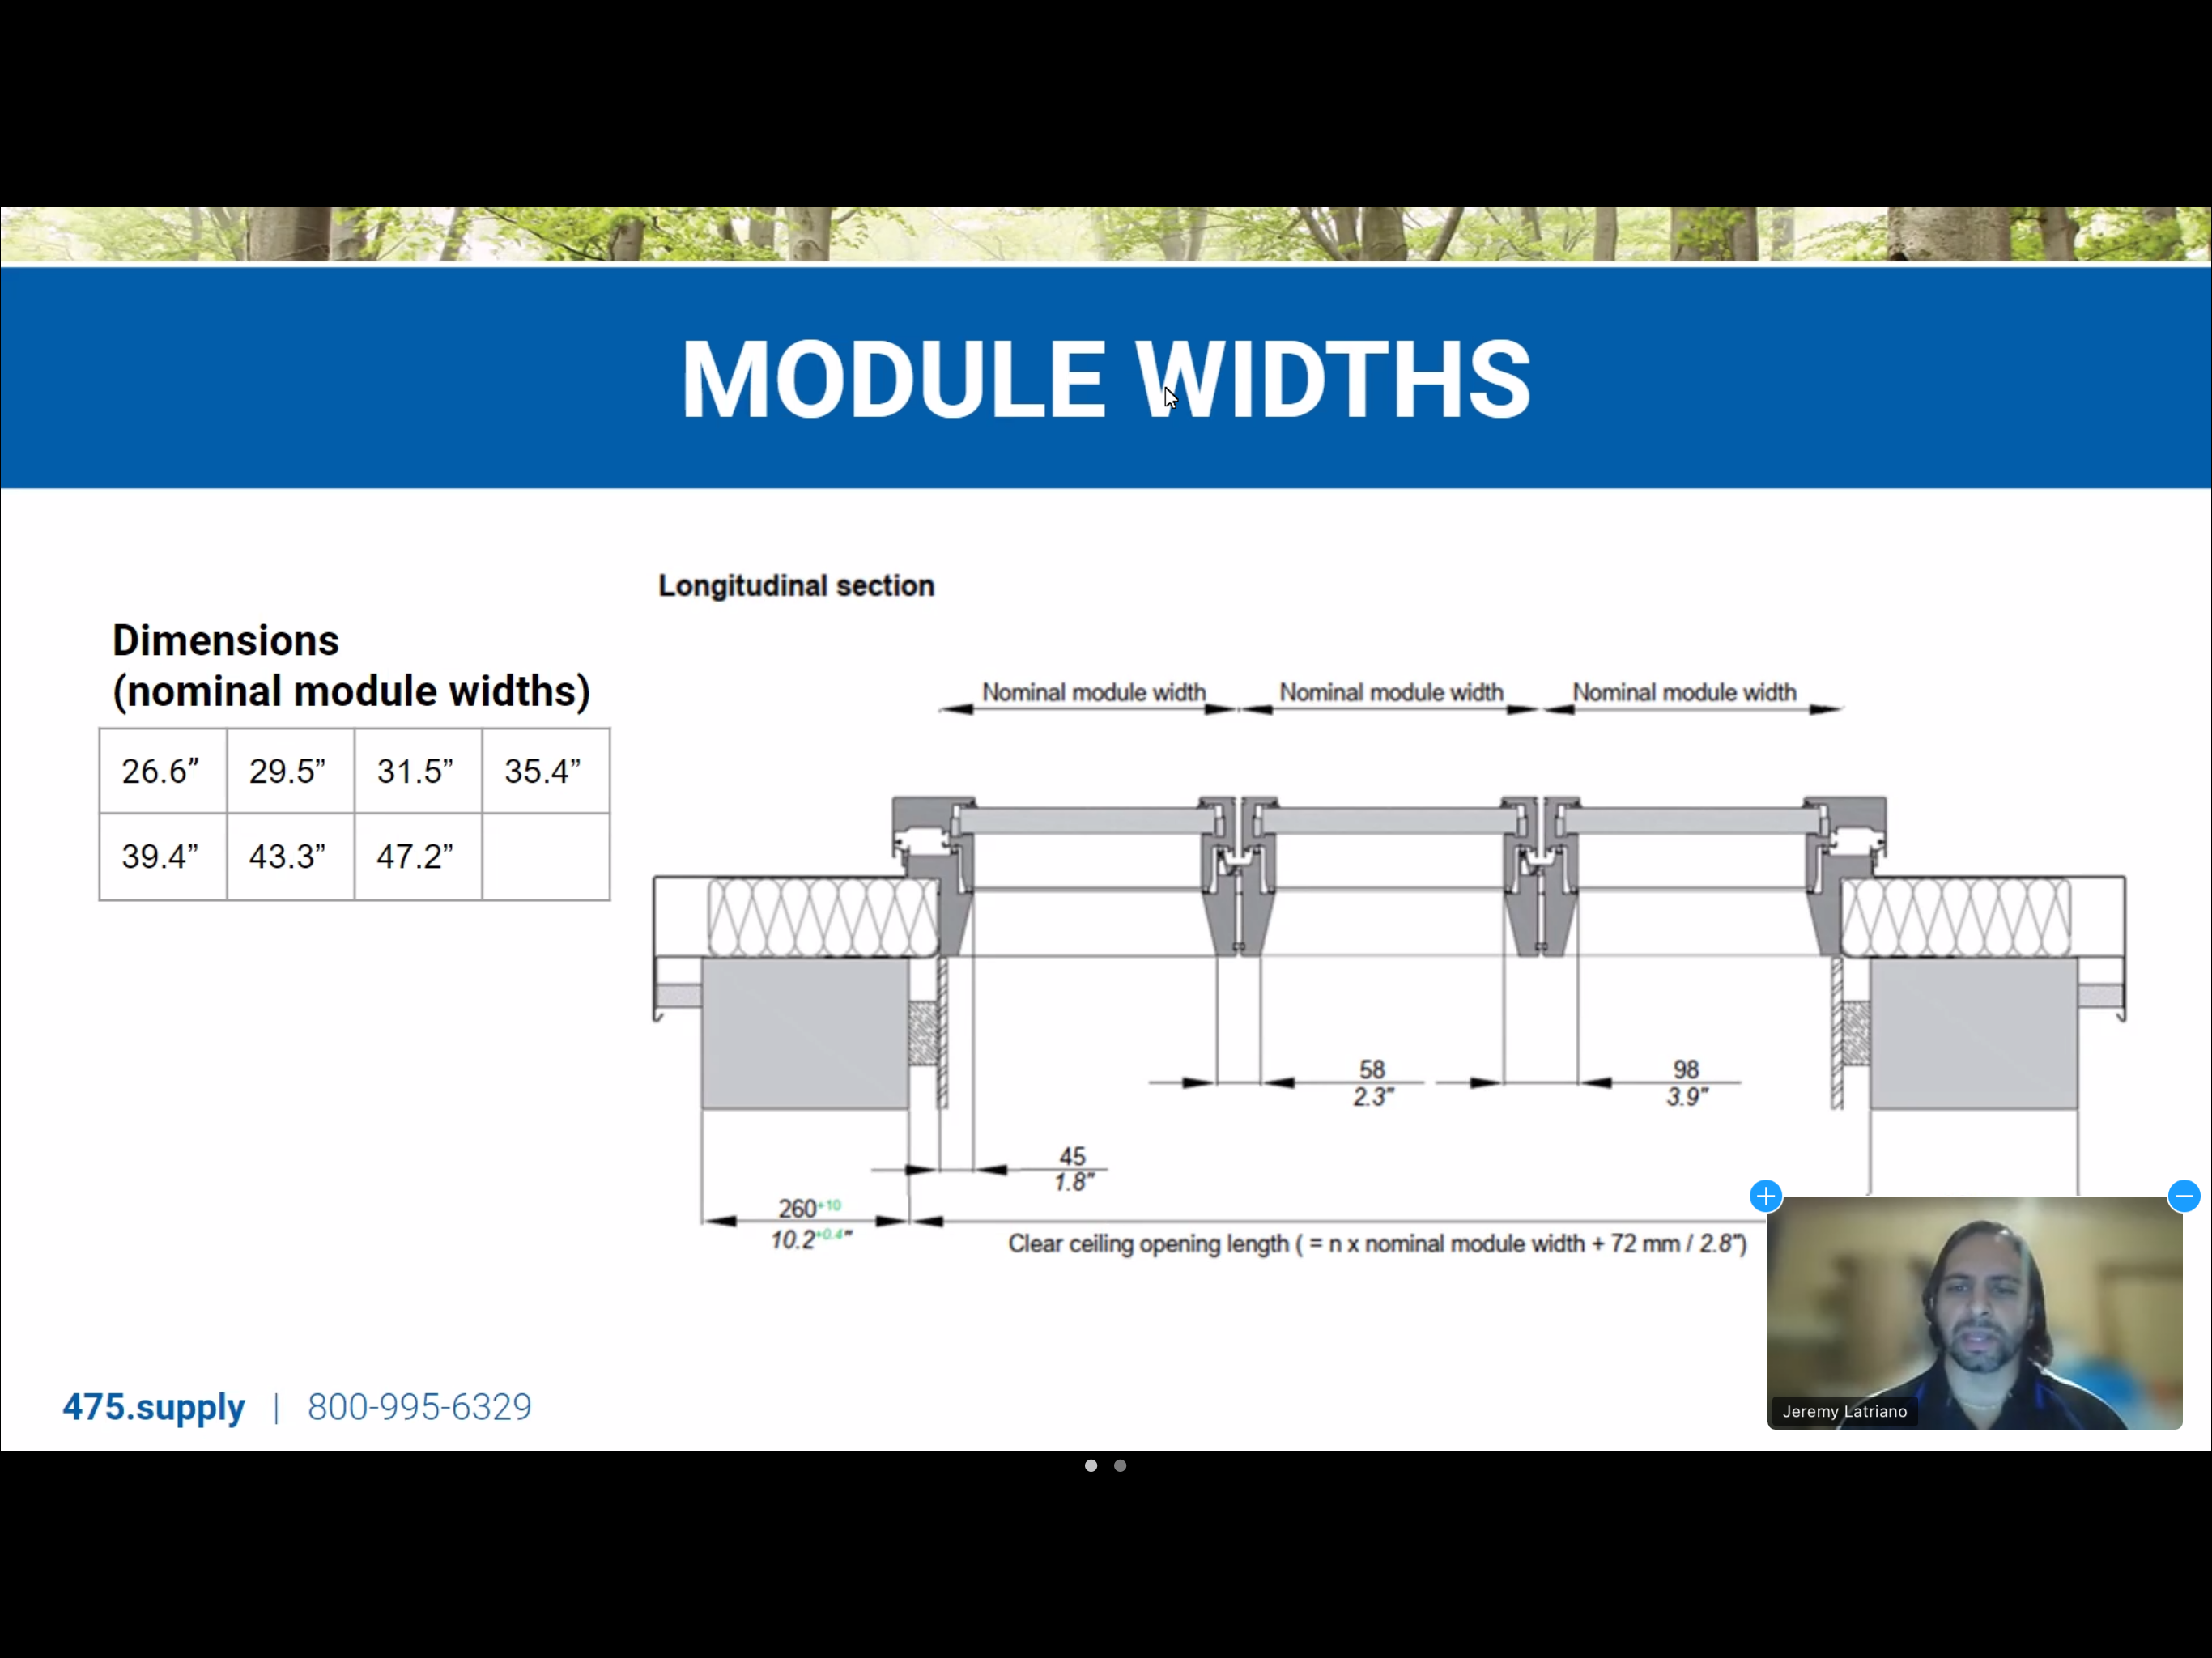 MODULE WIDTHS
Longitudinal section
Dimensions
(nominal module widths)
26.6” 29.5” 31.5” 35.4”
39.4” 43.3” 47.2”
Nominal module width Nominal module width Nominal module width
58 98
2.3" 3.9"
45
1.8"
260+10
10.2+0.4"
Clear ceiling opening length ( = n x nominal module width + 72 mm / 2.8")
475.supply | 800-995-6329
Jeremy Latriano